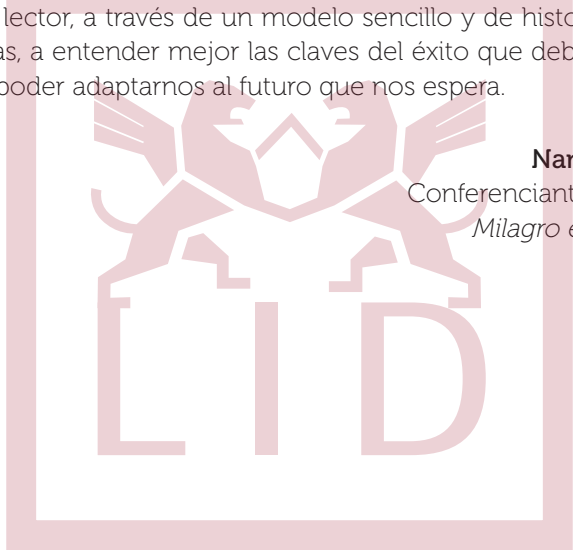 lector, a través de un modelo sencillo y de histo
as, a entender mejor las claves del éxito que deb
poder adaptarnos al futuro que nos espera.
Nar
Conferenciant
Milagro e
LID